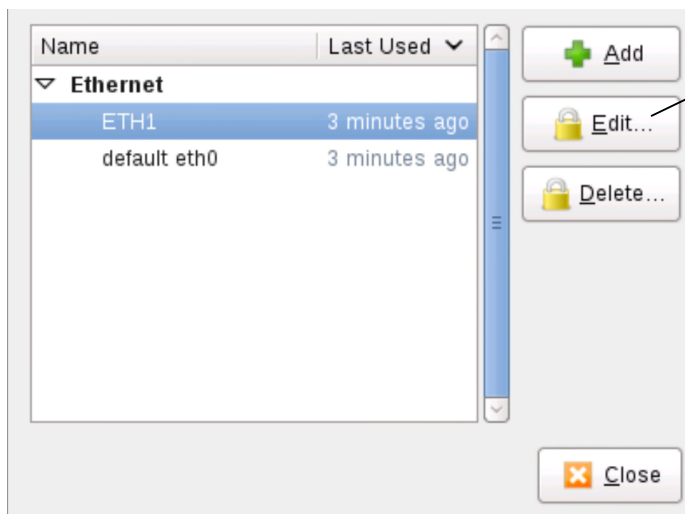 Name Last Used
Ethernet
ETH1 3 minutes ago
default eth0 3 minutes ago
Add
Edit...
Delete...
Close